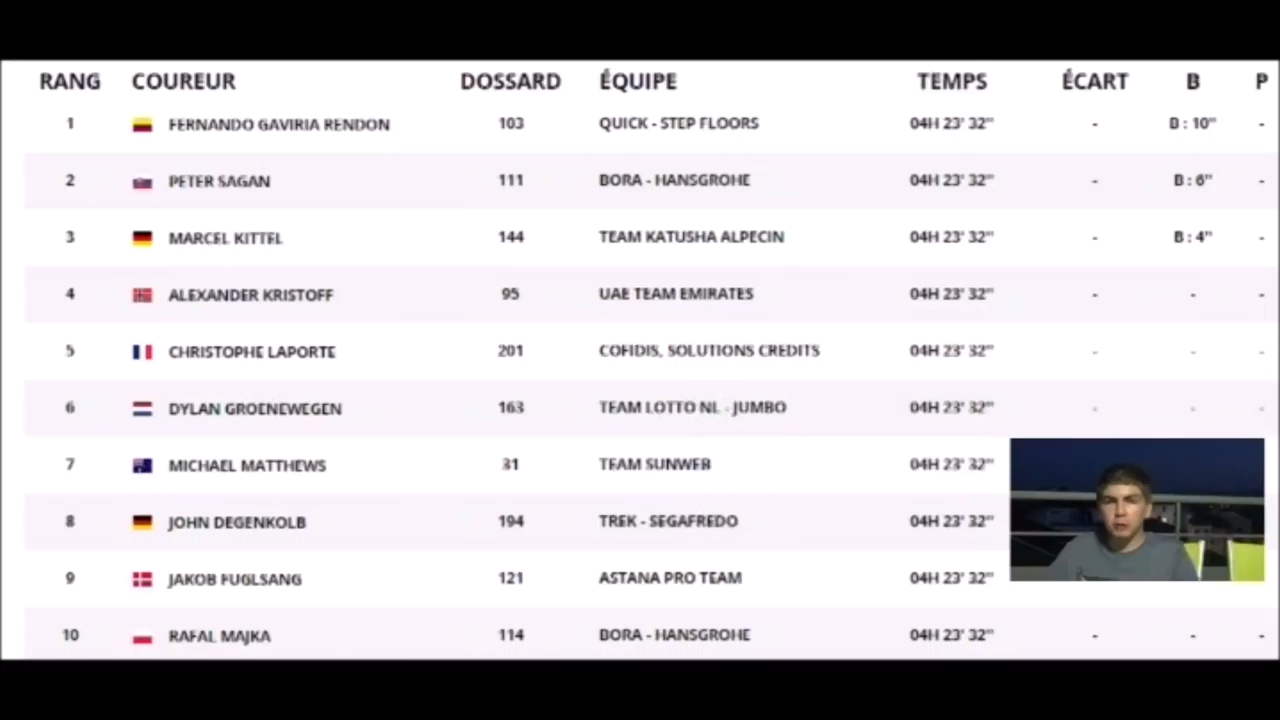 RANG COUREUR DOSSARD ÉQUIPE TEMPS ÉCART B P
1 FERNANDO GAVIRIA RENDON 103 QUICK - STEP FLOORS 04H 23' 32'' - B : 10'' -
2 PETER SAGAN 111 BORA - HANSGROHE 04H 23' 32'' - B : 6'' -
3 MARCEL KITTEL 144 TEAM KATUSHA ALPECIN 04H 23' 32'' - B : 4'' -
4 ALEXANDER KRISTOFF 95 UAE TEAM EMIRATES 04H 23' 32'' - - -
5 CHRISTOPHE LAPORTE 201 COFIDIS, SOLUTIONS CREDITS 04H 23' 32'' - - -
6 DYLAN GROENEWEGEN 163 TEAM LOTTO NL - JUMBO 04H 23' 32'' - - -
7 MICHAEL MATTHEWS 31 TEAM SUNWEB 04H 23' 32''
8 JOHN DEGENKOLB 194 TREK - SEGAFREDO 04H 23' 32''
9 JAKOB FUGLSANG 121 ASTANA PRO TEAM 04H 23' 32''
10 RAFAL MAJKA 114 BORA - HANSGROHE 04H 23' 32'' - - -